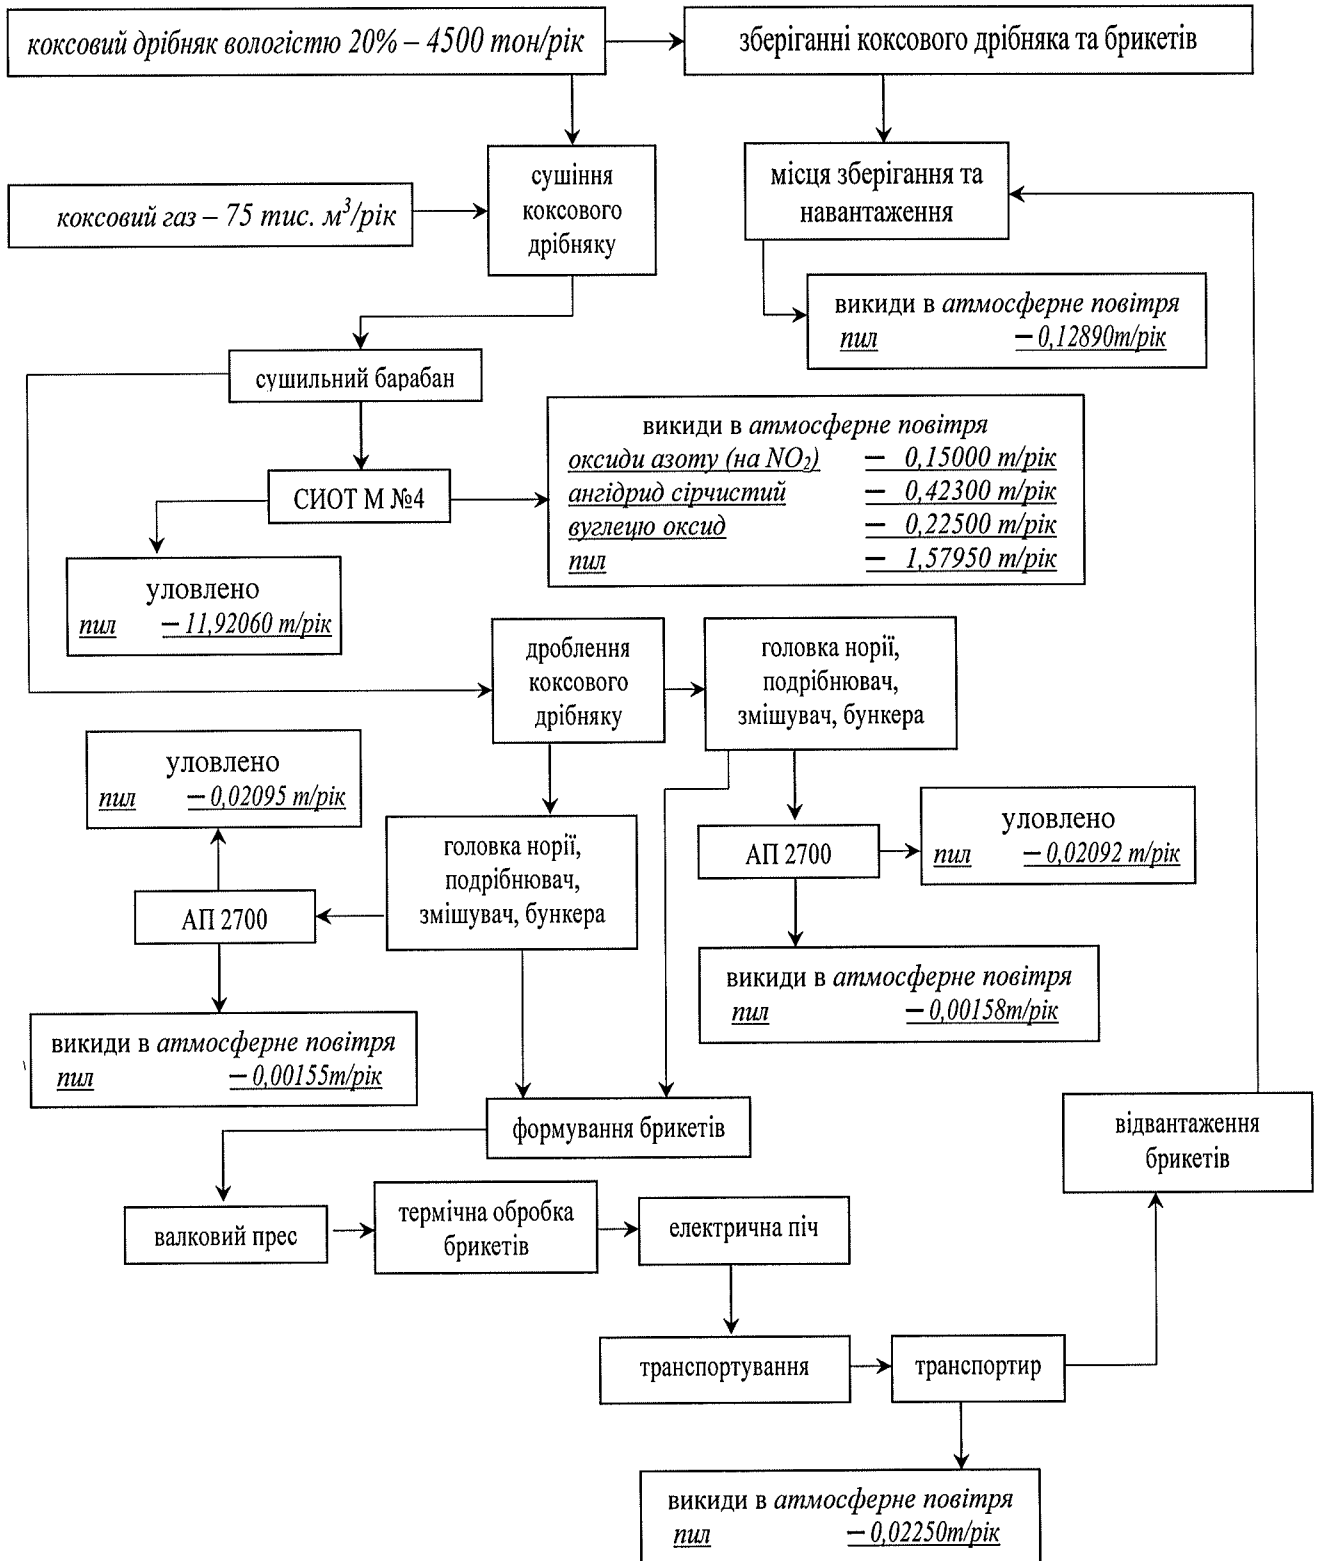 коксовий дрібняк вологістю 20% – 4500 тон/рік
зберіганні коксового дрібняка та брикетів
сушіння
коксового
дрібняку
місця зберігання та
навантаження
коксовий газ – 75 тис. м³/рік
викиди в атмосферне повітря
пил – 0,12890т/рік
сушильний барабан
викиди в атмосферне повітря
оксиди азоту (на NO₂) – 0,15000 т/рік
ангідрид сірчистий – 0,42300 т/рік
вуглецю оксид – 0,22500 т/рік
пил – 1,57950 т/рік
СИОТ М №4
уловлено
пил – 11,92060 т/рік
дроблення
коксового
дрібняку
головка норії,
подрібнювач,
змішувач, бункера
уловлено
пил – 0,02095 т/рік
головка норії,
подрібнювач,
змішувач, бункера
АП 2700
уловлено
пил – 0,02092 т/рік
АП 2700
викиди в атмосферне повітря
пил – 0,00158т/рік
викиди в атмосферне повітря
пил – 0,00155т/рік
формування брикетів
відвантаження
брикетів
валковий прес
термічна обробка
брикетів
електрична піч
транспортування
транспортир
викиди в атмосферне повітря
пил – 0,02250т/рік